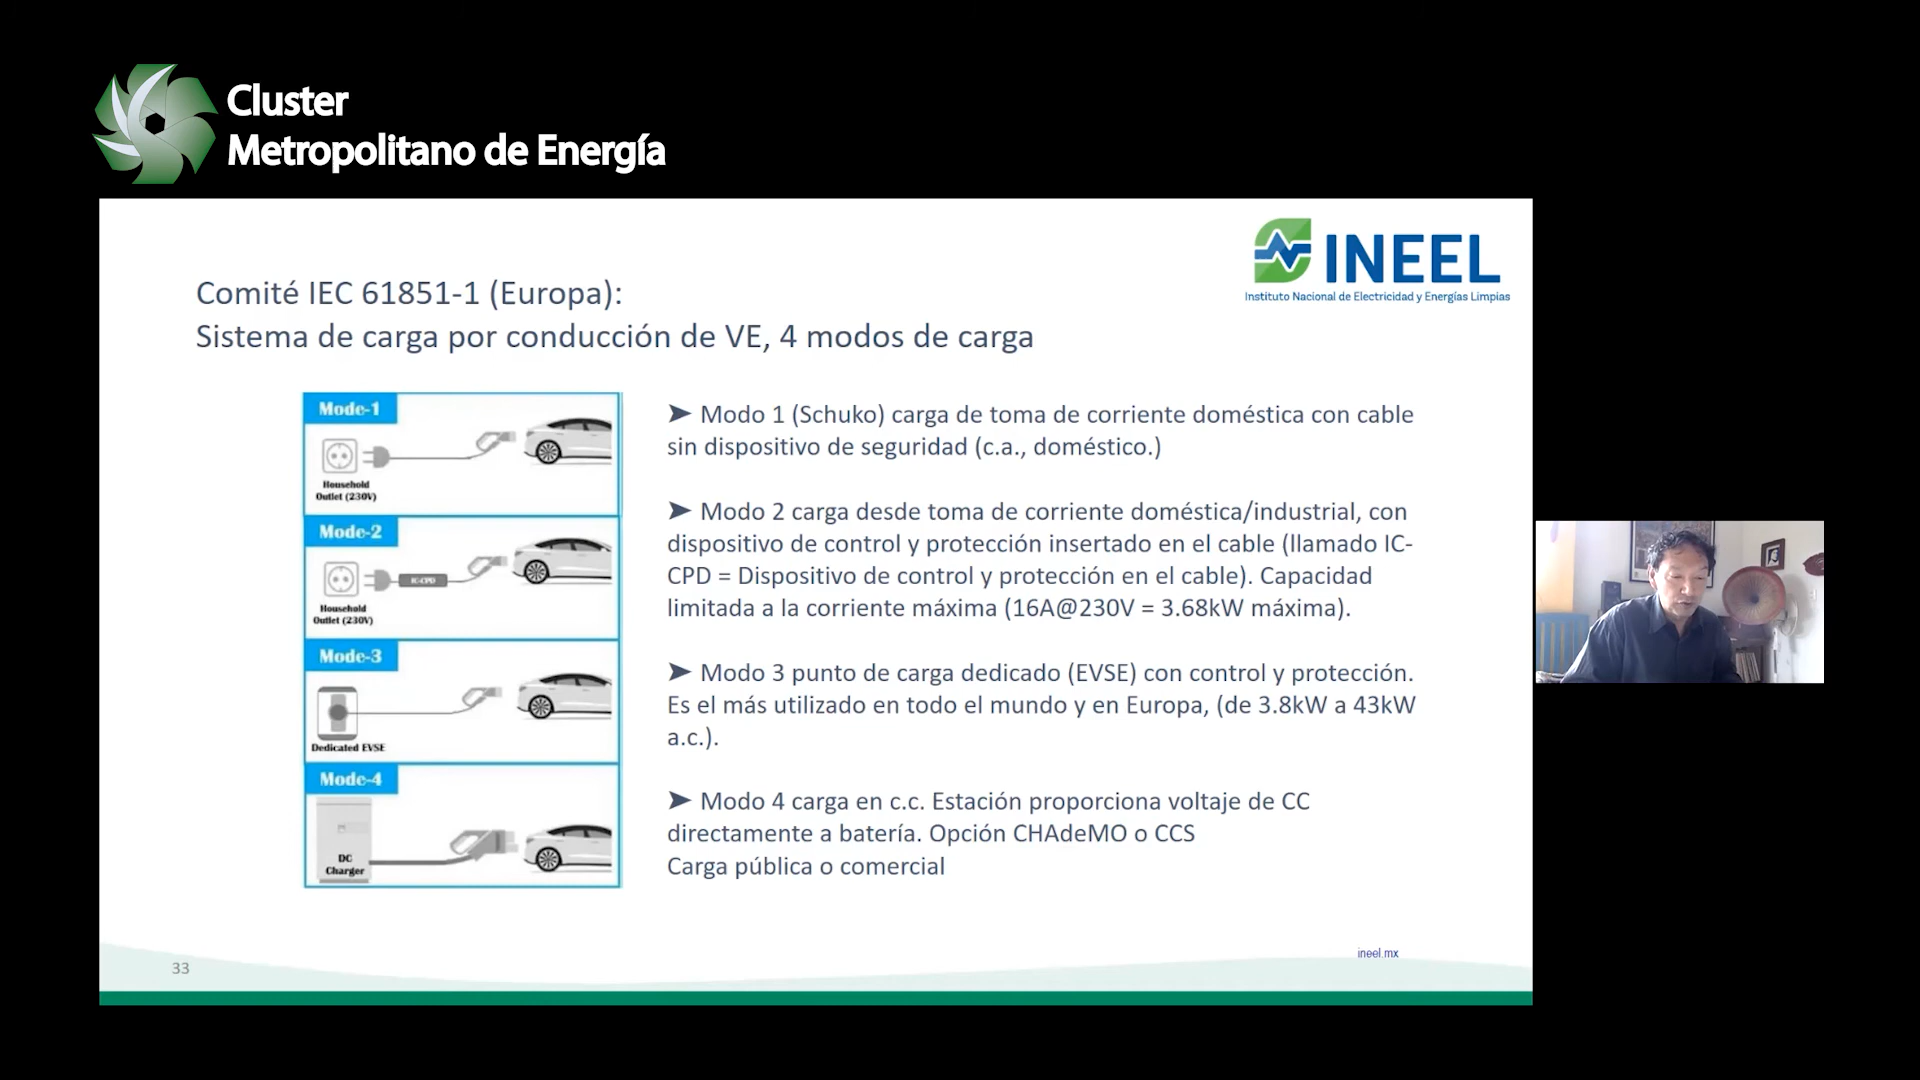 Cluster
Metropolitano de Energía
INEEL
Instituto Nacional de Electricidad y Energías Limpias
Comité IEC 61851-1 (Europa):
Sistema de carga por conducción de VE, 4 modos de carga
Mode-1
Household
Outlet (230V)
Mode-2
IC-CPD
Household
Outlet (230V)
Mode-3
Dedicated EVSE
Mode-4
DC
Charger
➤ Modo 1 (Schuko) carga de toma de corriente doméstica con cable
sin dispositivo de seguridad (c.a., doméstico.)
➤ Modo 2 carga desde toma de corriente doméstica/industrial, con
dispositivo de control y protección insertado en el cable (llamado IC-
CPD = Dispositivo de control y protección en el cable). Capacidad
limitada a la corriente máxima (16A@230V = 3.68kW máxima).
➤ Modo 3 punto de carga dedicado (EVSE) con control y protección.
Es el más utilizado en todo el mundo y en Europa, (de 3.8kW a 43kW
a.c.).
➤ Modo 4 carga en c.c. Estación proporciona voltaje de CC
directamente a batería. Opción CHAdeMO o CCS
Carga pública o comercial
33
ineel.mx